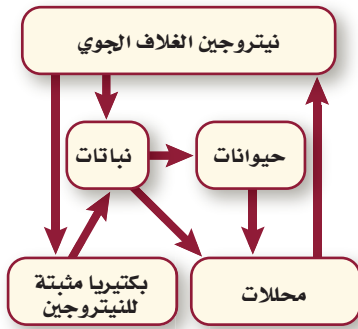 نيتروجين الغلاف الجوي
نباتات
حيوانات
بكتيريا مثبتة
للنيتروجين
محللات